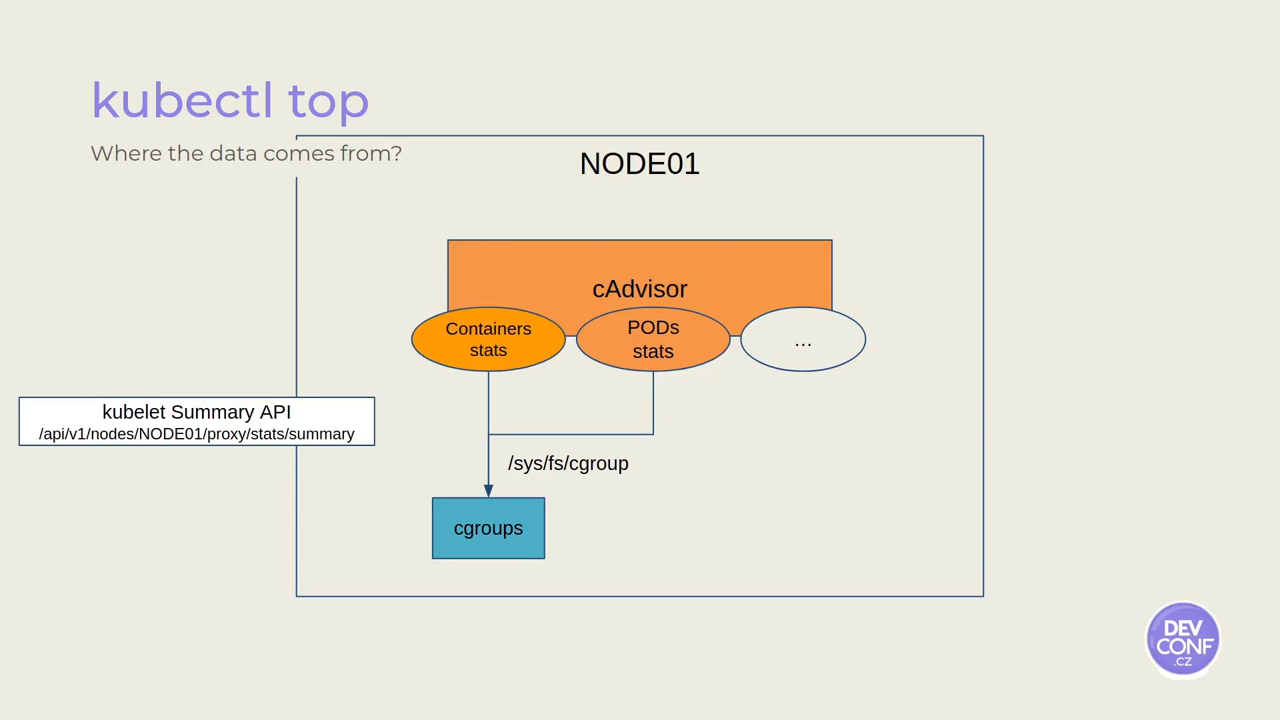 kubectl top
Where the data comes from?
NODE01
cAdvisor
Containers
stats
PODs
stats
...
kubelet Summary API
/api/v1/nodes/NODE01/proxy/stats/summary
/sys/fs/cgroup
cgroups
DEV
CONF
.CZ